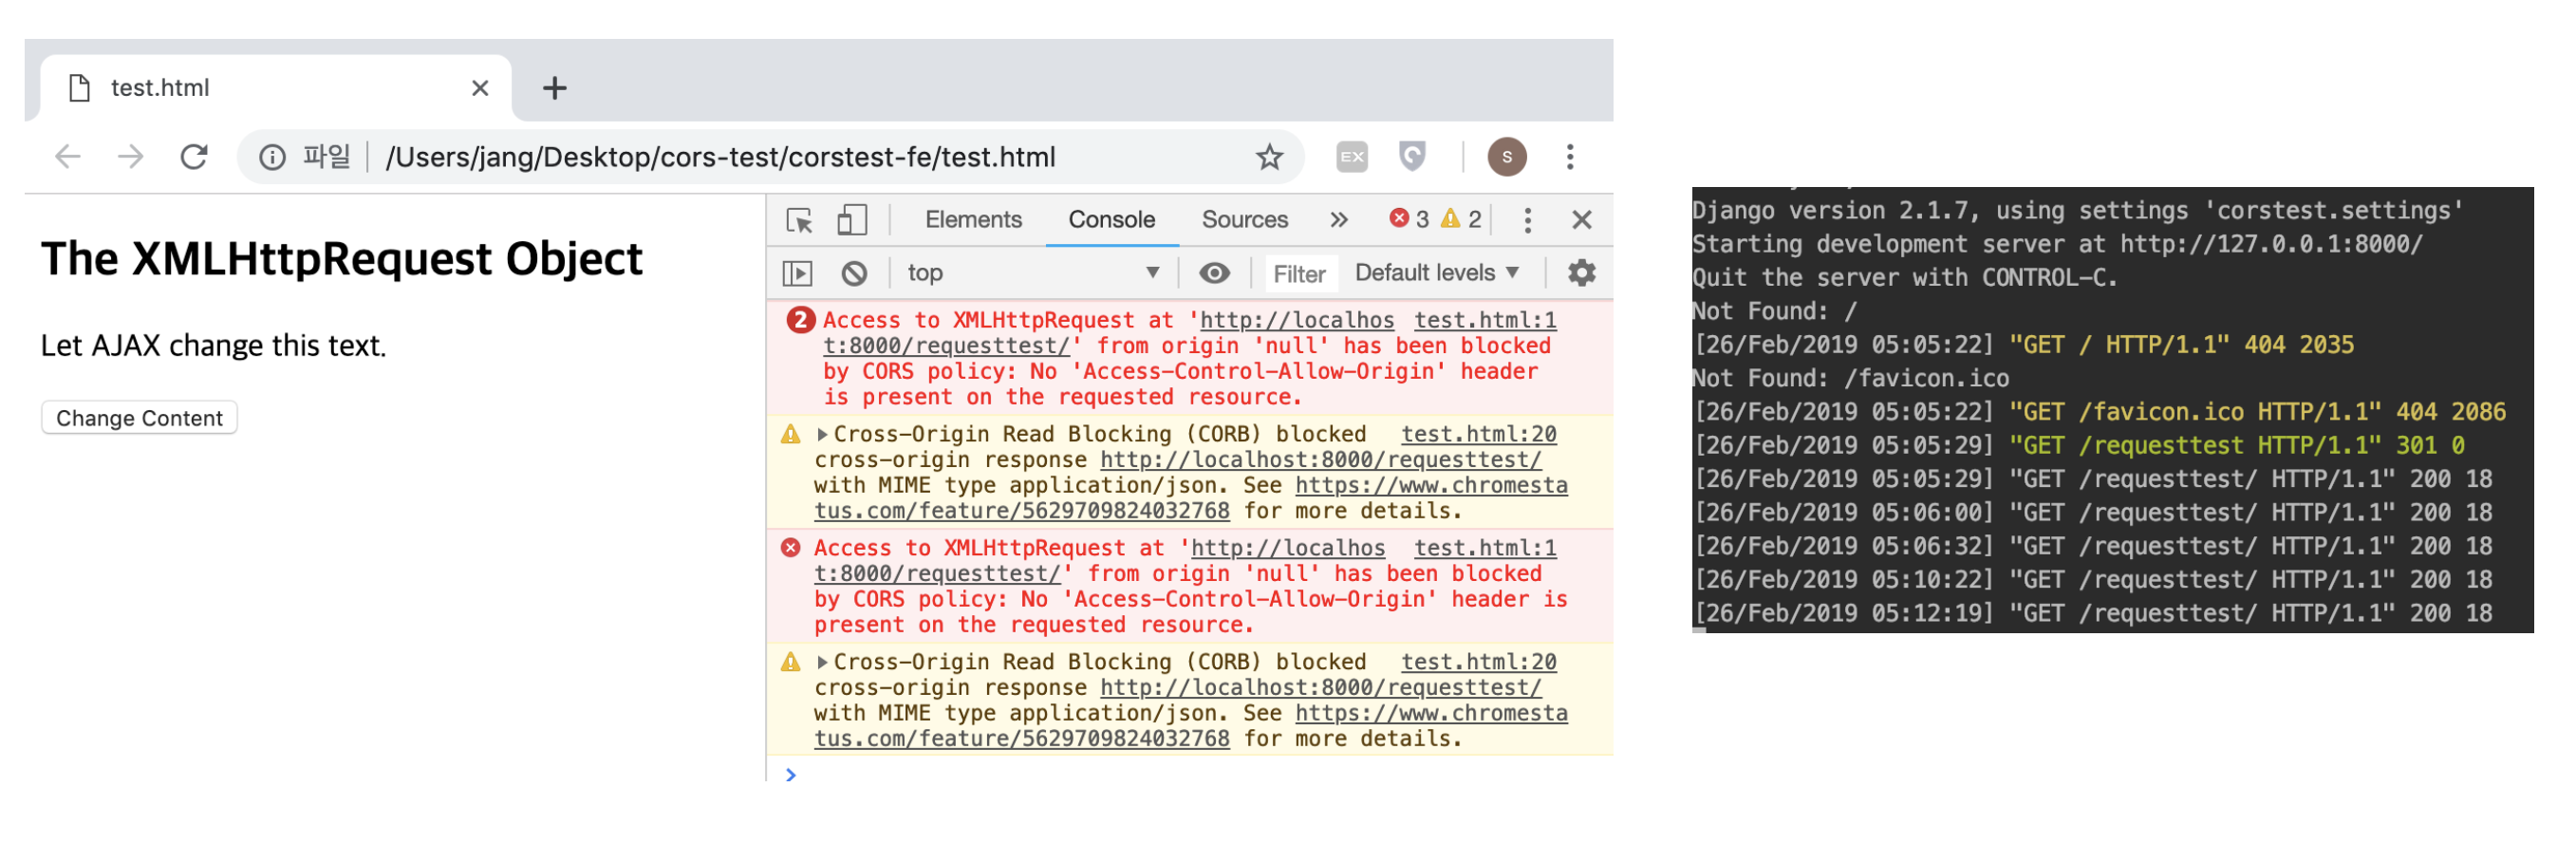 test.html
파일 /Users/jang/Desktop/cors-test/corstest-fe/test.html
EX
S
The XMLHttpRequest Object
Let AJAX change this text.
Change Content
Elements Console Sources » 3 2
top Filter Default levels
2 Access to XMLHttpRequest at 'http://localhos test.html:1
t:8000/requesttest/' from origin 'null' has been blocked
by CORS policy: No 'Access-Control-Allow-Origin' header
is present on the requested resource.
Cross-Origin Read Blocking (CORB) blocked test.html:20
cross-origin response http://localhost:8000/requesttest/
with MIME type application/json. See https://www.chromesta
tus.com/feature/5629709824032768 for more details.
Access to XMLHttpRequest at 'http://localhos test.html:1
t:8000/requesttest/' from origin 'null' has been blocked
by CORS policy: No 'Access-Control-Allow-Origin' header is
present on the requested resource.
Cross-Origin Read Blocking (CORB) blocked test.html:20
cross-origin response http://localhost:8000/requesttest/
with MIME type application/json. See https://www.chromesta
tus.com/feature/5629709824032768 for more details.
Django version 2.1.7, using settings 'corstest.settings'
Starting development server at http://127.0.0.1:8000/
Quit the server with CONTROL-C.
Not Found: /
[26/Feb/2019 05:05:22] "GET / HTTP/1.1" 404 2035
Not Found: /favicon.ico
[26/Feb/2019 05:05:22] "GET /favicon.ico HTTP/1.1" 404 2086
[26/Feb/2019 05:05:29] "GET /requesttest HTTP/1.1" 301 0
[26/Feb/2019 05:05:29] "GET /requesttest/ HTTP/1.1" 200 18
[26/Feb/2019 05:06:00] "GET /requesttest/ HTTP/1.1" 200 18
[26/Feb/2019 05:06:32] "GET /requesttest/ HTTP/1.1" 200 18
[26/Feb/2019 05:10:22] "GET /requesttest/ HTTP/1.1" 200 18
[26/Feb/2019 05:12:19] "GET /requesttest/ HTTP/1.1" 200 18